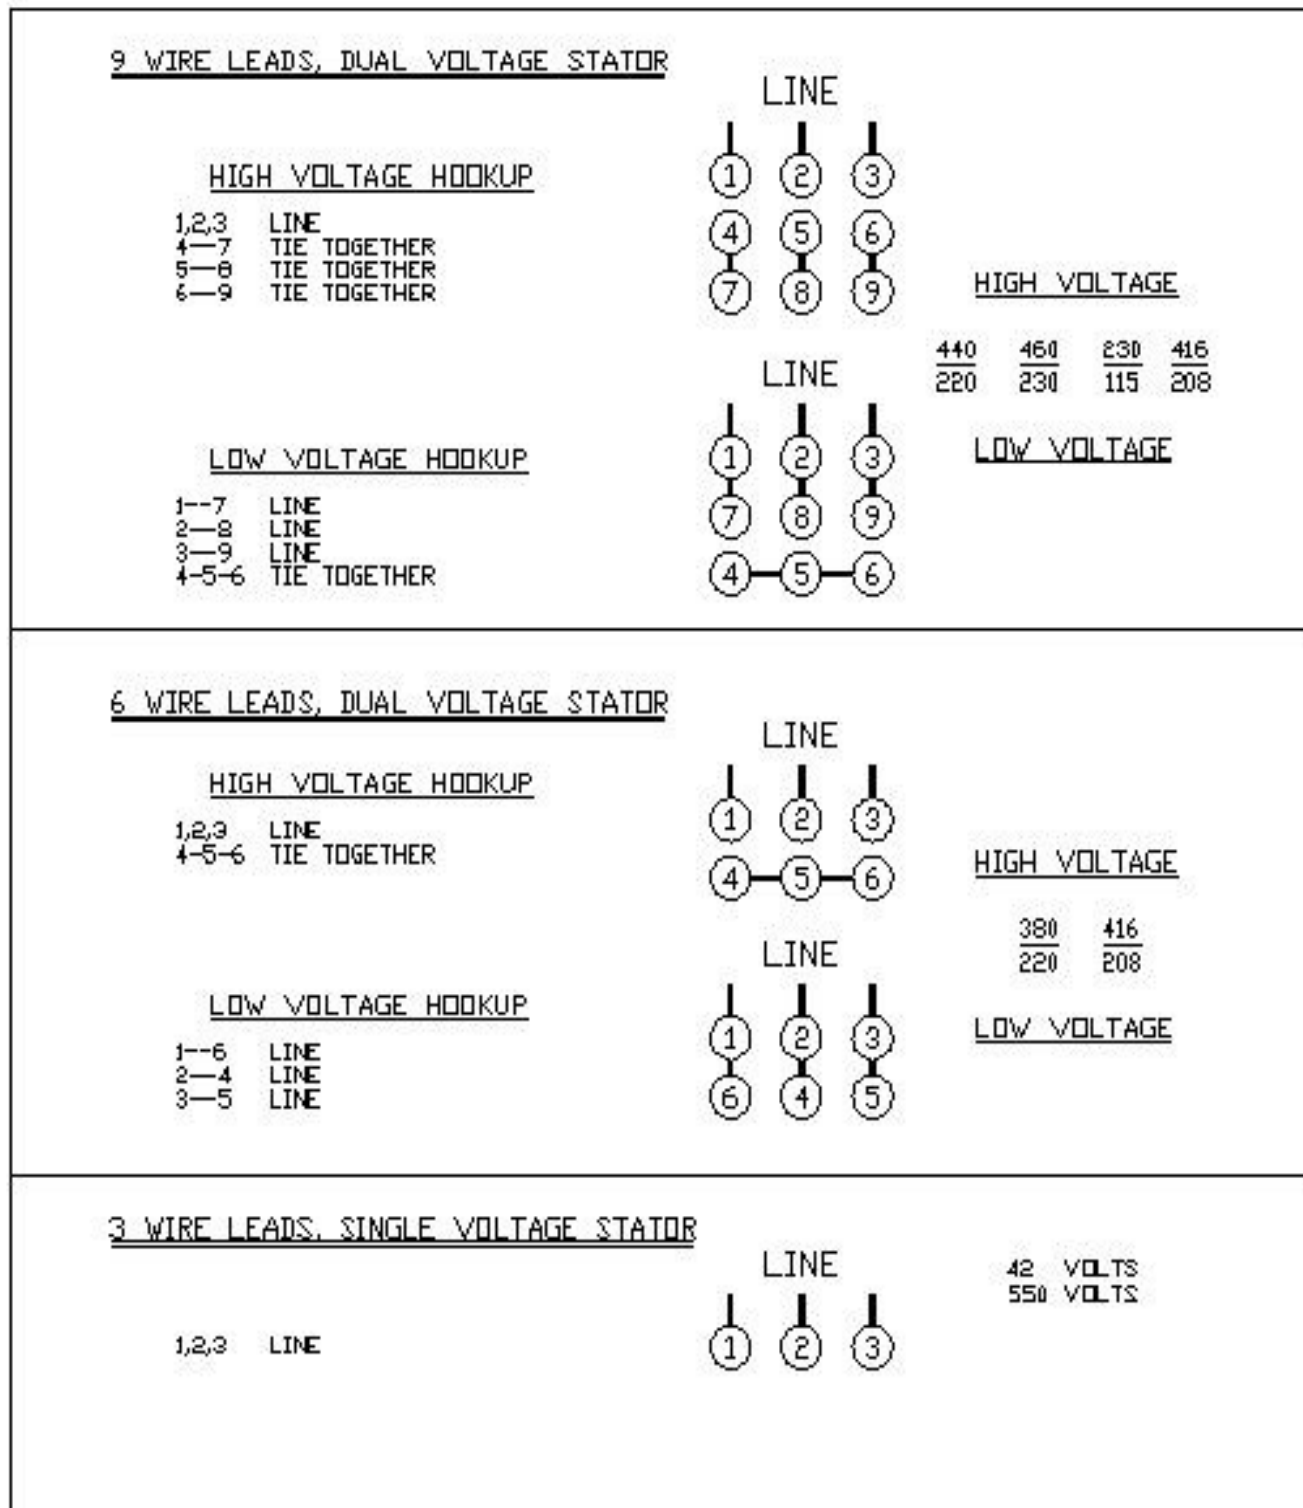 9 WIRE LEADS, DUAL VOLTAGE STATOR
LINE
HIGH VOLTAGE HOOKUP
1 2 3
1,2,3 LINE
4--7 TIE TOGETHER
5--8 TIE TOGETHER
6--9 TIE TOGETHER
4 5 6
7 8 9
HIGH VOLTAGE
440 460 230 416
220 230 115 208
LOW VOLTAGE
LINE
LOW VOLTAGE HOOKUP
1 2 3
1--7 LINE
2--8 LINE
3--9 LINE
4-5-6 TIE TOGETHER
7 8 9
4 5 6
6 WIRE LEADS, DUAL VOLTAGE STATOR
LINE
HIGH VOLTAGE HOOKUP
1,2,3 LINE
4-5-6 TIE TOGETHER
1 2 3
4 5 6
HIGH VOLTAGE
380 416
220 208
LOW VOLTAGE
LINE
LOW VOLTAGE HOOKUP
1--6 LINE
2--4 LINE
3--5 LINE
1 2 3
6 4 5
3 WIRE LEADS, SINGLE VOLTAGE STATOR
LINE
42 VOLTS
550 VOLTS
1,2,3 LINE
1 2 3